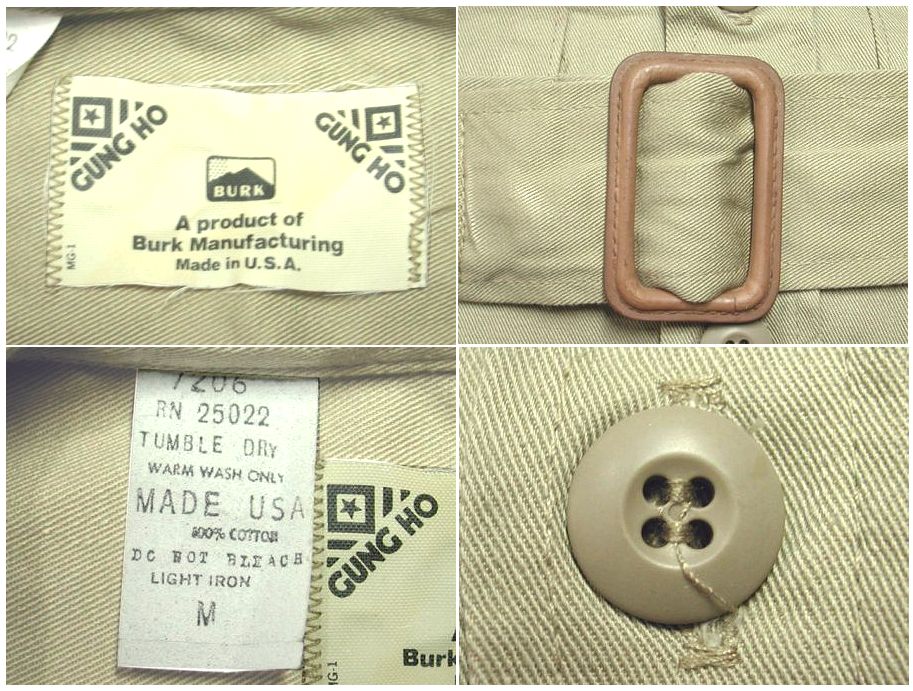 2
GUNG HO
GUNG HO
BURK
A product of
Burk Manufacturing
Made in U.S.A.
MG-1
7206
RN 25022
TUMBLE DRY
WARM WASH ONLY
MADE USA
100% COTTON
DO NOT BLEACH
LIGHT IRON
M
GUNG HO
Burk
MG-1